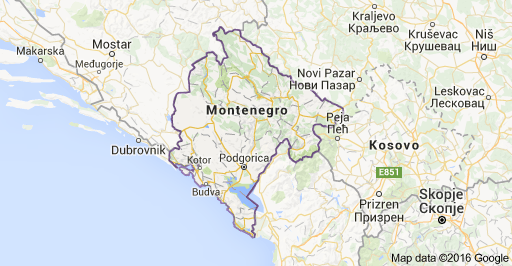 Kraljevo
Краљево
Mostar
Makarska
Kruševac
Крушевац
Niš
Ниш
Međugorje
Novi Pazar
Нови Пазар
Leskovac
Лесковац
Montenegro
Peja
Пећ
Dubrovnik
Kosovo
Kotor
Podgorica
E851
Budva
Prizren
Призрен
Skopje
Скопје
Map data ©2016 Google